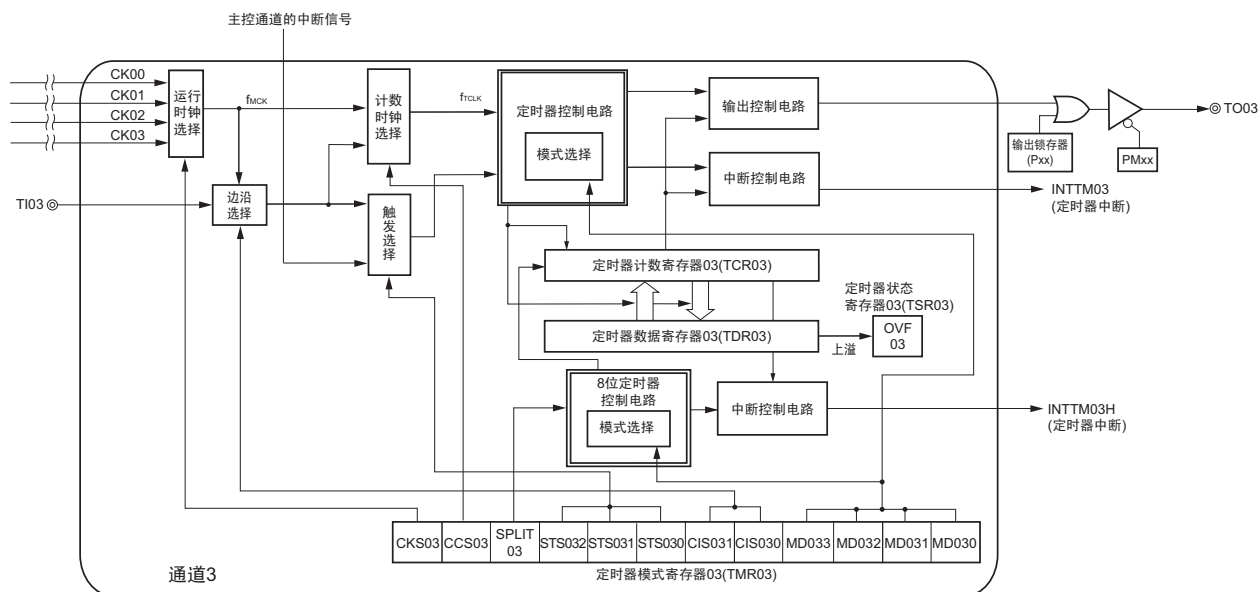 主控通道的中断信号
CK00
CK01
CK02
CK03
运行
时钟
选择
fMCK
计数
时钟
选择
fTCLK
定时器控制电路
模式选择
输出控制电路
TO03
输出锁存器
(Pxx)
PMxx
中断控制电路
INTTM03
(定时器中断)
TI03
边沿
选择
触发选择
定时器计数寄存器03(TCR03)
定时器状态
寄存器03(TSR03)
定时器数据寄存器03(TDR03)
上溢
OVF
03
8位定时器
控制电路
模式选择
中断控制电路
INTTM03H
(定时器中断)
CKS03
CCS03
SPLIT
03
STS032
STS031
STS030
CIS031
CIS030
MD033
MD032
MD031
MD030
通道3
定时器模式寄存器03(TMR03)